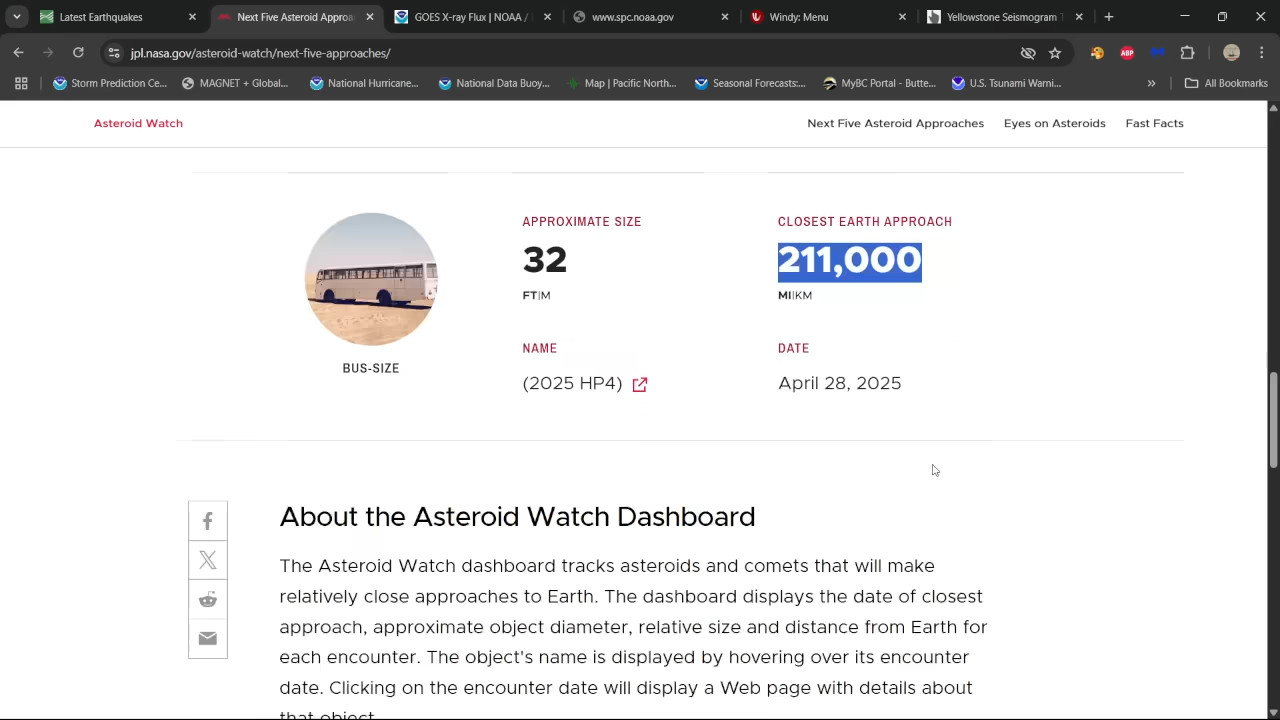 Latest Earthquakes
Next Five Asteroid Approa
GOES X-ray Flux | NOAA /
www.spc.noaa.gov
Windy: Menu
Yellowstone Seismogram T
jpl.nasa.gov/asteroid-watch/next-five-approaches/
ABP
Storm Prediction Ce...
MAGNET + Global...
National Hurricane...
National Data Buoy...
Map | Pacific North...
Seasonal Forecasts:...
MyBC Portal - Butte...
U.S. Tsunami Warni...
All Bookmarks
Asteroid Watch
Next Five Asteroid Approaches
Eyes on Asteroids
Fast Facts
APPROXIMATE SIZE
CLOSEST EARTH APPROACH
32
211,000
FT|M
MI|KM
BUS-SIZE
NAME
DATE
(2025 HP4)
April 28, 2025
About the Asteroid Watch Dashboard
The Asteroid Watch dashboard tracks asteroids and comets that will make
relatively close approaches to Earth. The dashboard displays the date of closest
approach, approximate object diameter, relative size and distance from Earth for
each encounter. The object's name is displayed by hovering over its encounter
date. Clicking on the encounter date will display a Web page with details about
that object.